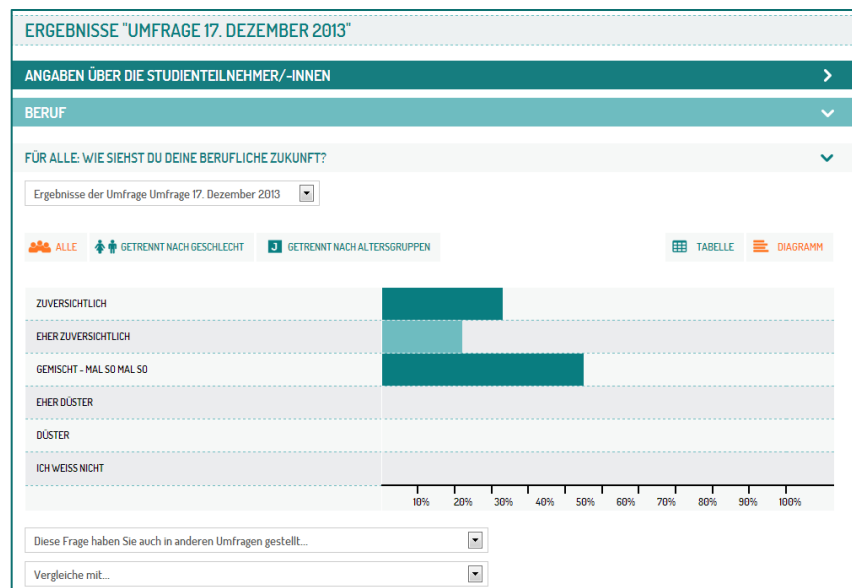 ERGEBNISSE "UMFRAGE 17. DEZEMBER 2013"
ANGABEN ÜBER DIE STUDIENTEILNEHMER/-INNEN
BERUF
FÜR ALLE: WIE SIEHST DU DEINE BERUFLICHE ZUKUNFT?
Ergebnisse der Umfrage Umfrage 17. Dezember 2013
ALLE GETRENNT NACH GESCHLECHT J GETRENNT NACH ALTERSGRUPPEN TABELLE DIAGRAMM
ZUVERSICHTLICH
EHER ZUVERSICHTLICH
GEMISCHT - MAL SO MAL SO
EHER DÜSTER
DÜSTER
ICH WEISS NICHT
10% 20% 30% 40% 50% 60% 70% 80% 90% 100%
Diese Frage haben Sie auch in anderen Umfragen gestellt...
Vergleiche mit...